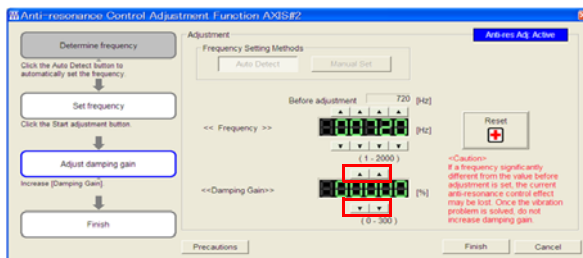 Anti-resonance Control Adjustment Function AXIS#2
Adjustment
Anti-res Adj: Active
Determine frequency
Frequency Setting Methods
Auto Detect
Manual Set
Click the Auto Detect button to
automatically set the frequency.
Set frequency
Before adjustment
720
[Hz]
Click the Start adjustment button.
<< Frequency >>
[Hz]
(1 - 2000)
Reset
Adjust damping gain
Increase [Damping Gain]
<<Damping Gain>>
[%]
(0 - 300)
<Caution>
If a frequency significantly
different from the value before
adjustment is set, the current
anti-resonance control effect
may be lost. Once the vibration
problem is solved, do not
increase damping gain.
Finish
Precautions
Finish
Cancel